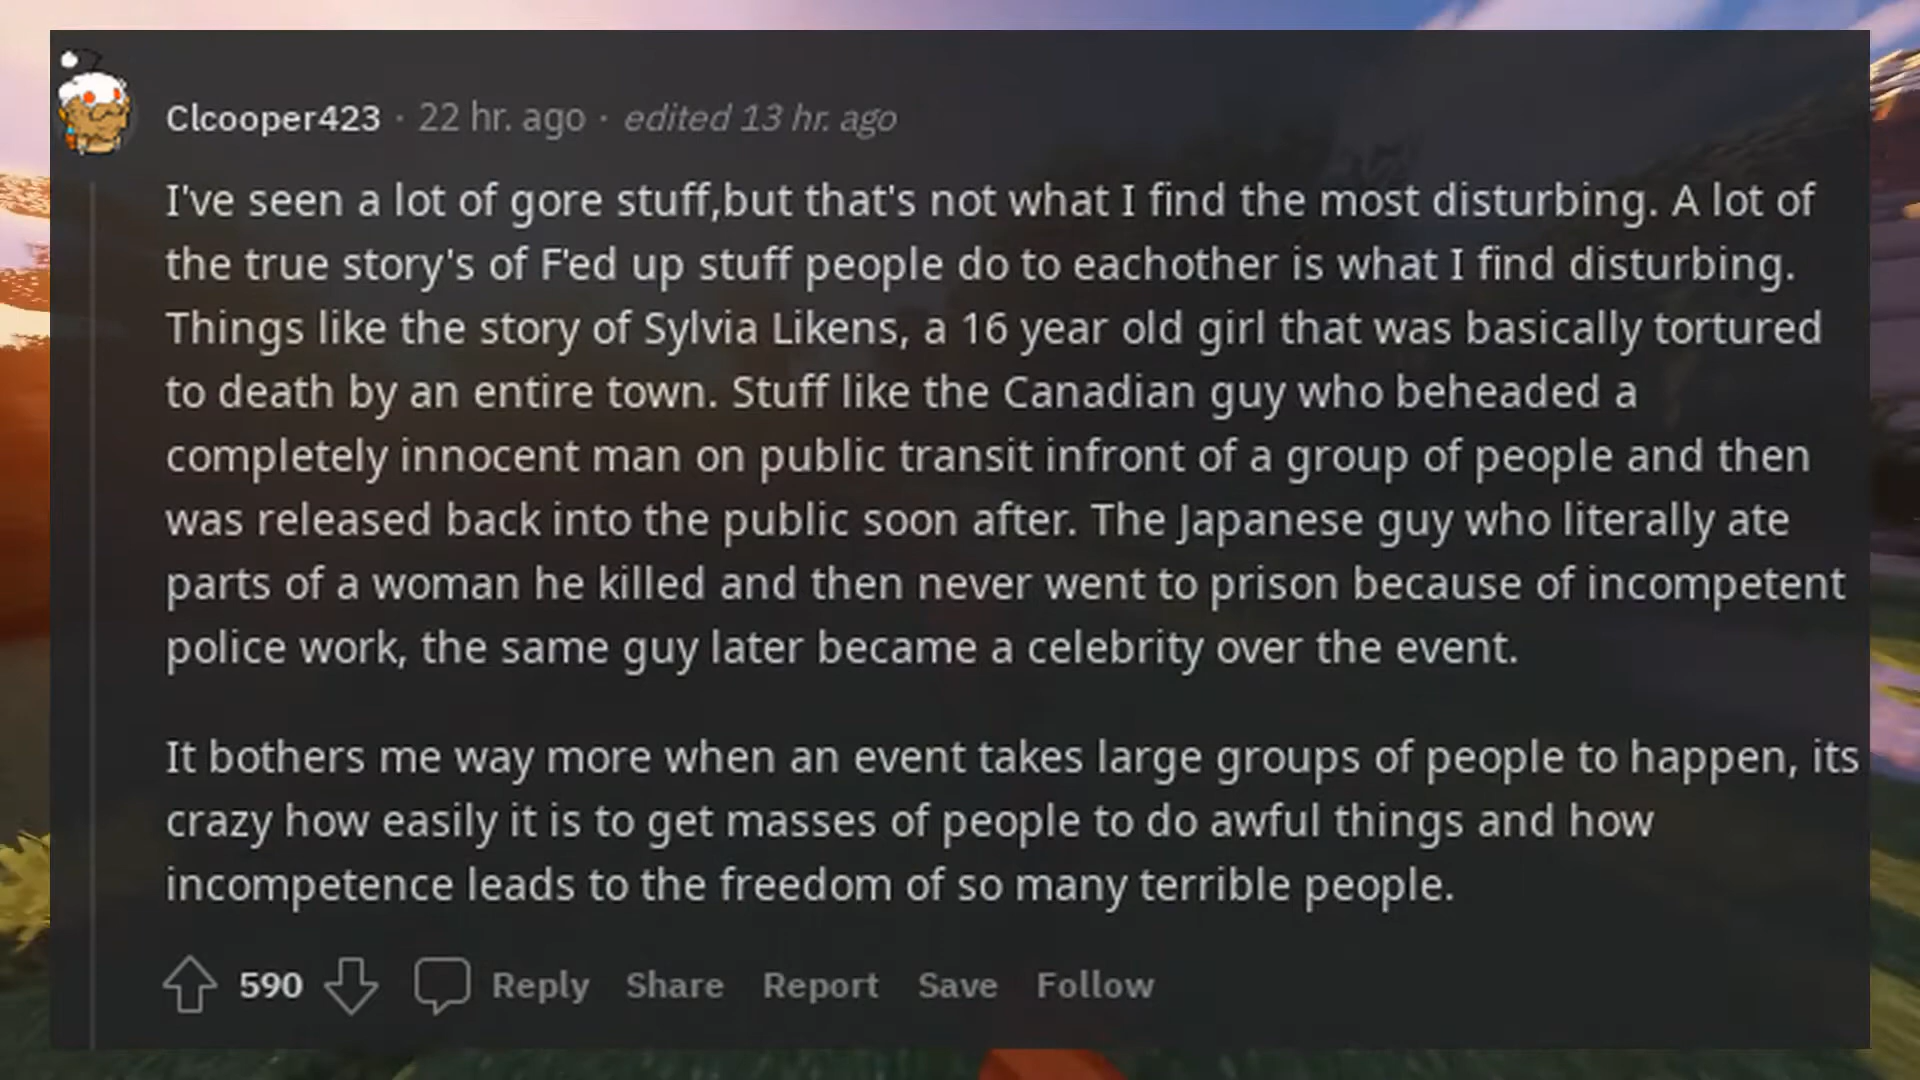 Clcooper423 · 22 hr. ago · edited 13 hr. ago
I've seen a lot of gore stuff,but that's not what I find the most disturbing. A lot of
the true story's of F'ed up stuff people do to eachother is what I find disturbing.
Things like the story of Sylvia Likens, a 16 year old girl that was basically tortured
to death by an entire town. Stuff like the Canadian guy who beheaded a
completely innocent man on public transit infront of a group of people and then
was released back into the public soon after. The Japanese guy who literally ate
parts of a woman he killed and then never went to prison because of incompetent
police work, the same guy later became a celebrity over the event.
It bothers me way more when an event takes large groups of people to happen, its
crazy how easily it is to get masses of people to do awful things and how
incompetence leads to the freedom of so many terrible people.
590 Reply Share Report Save Follow